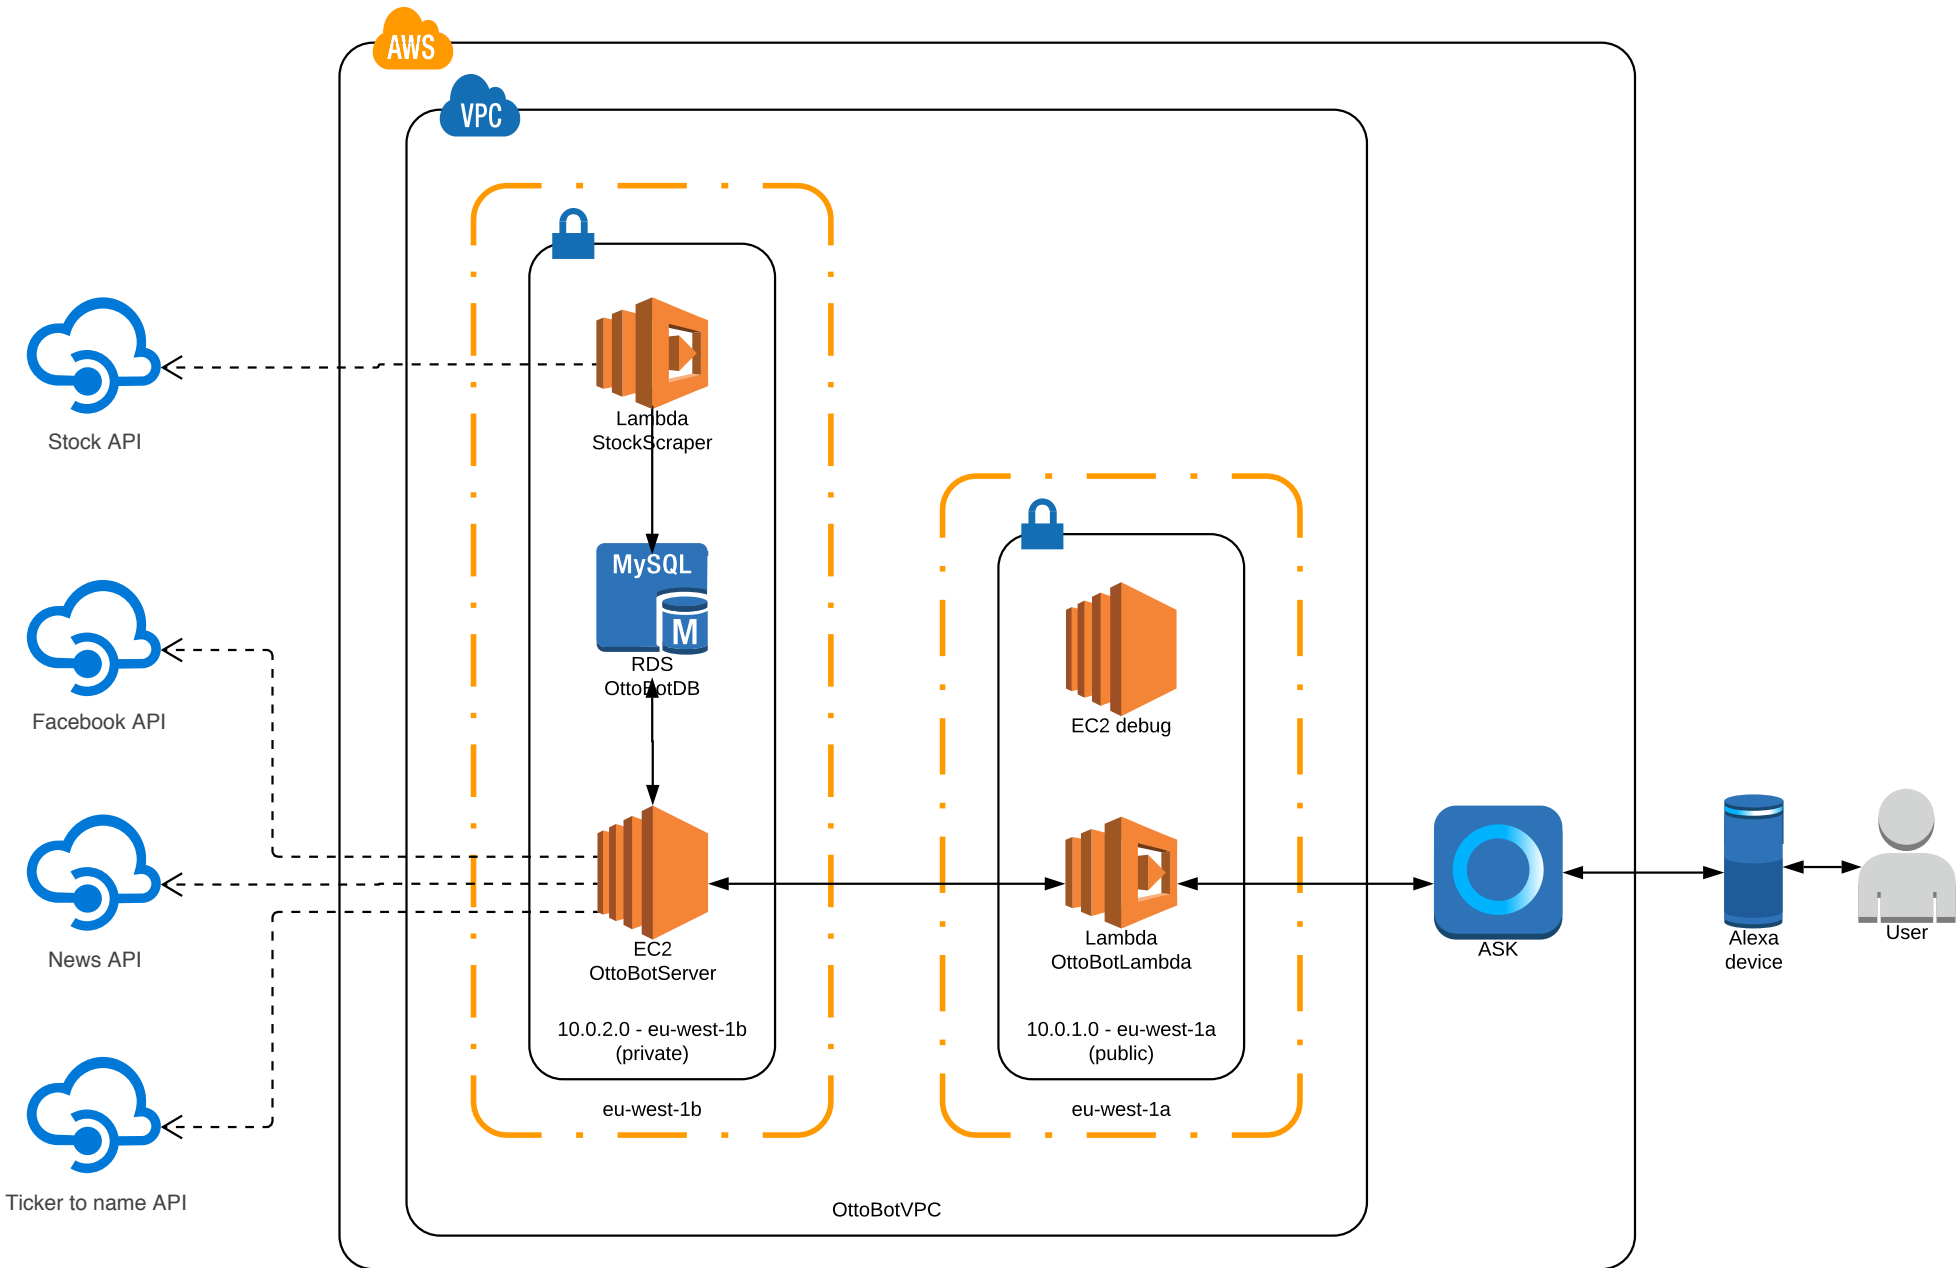 AWS
VPC
Lambda
StockScraper
Stock API
MySQL
M
RDS
OttoBotDB
EC2 debug
Facebook API
EC2
OttoBotServer
Lambda
OttoBotLambda
ASK
Alexa
device
User
News API
10.0.2.0 - eu-west-1b
(private)
10.0.1.0 - eu-west-1a
(public)
eu-west-1b
eu-west-1a
Ticker to name API
OttoBotVPC